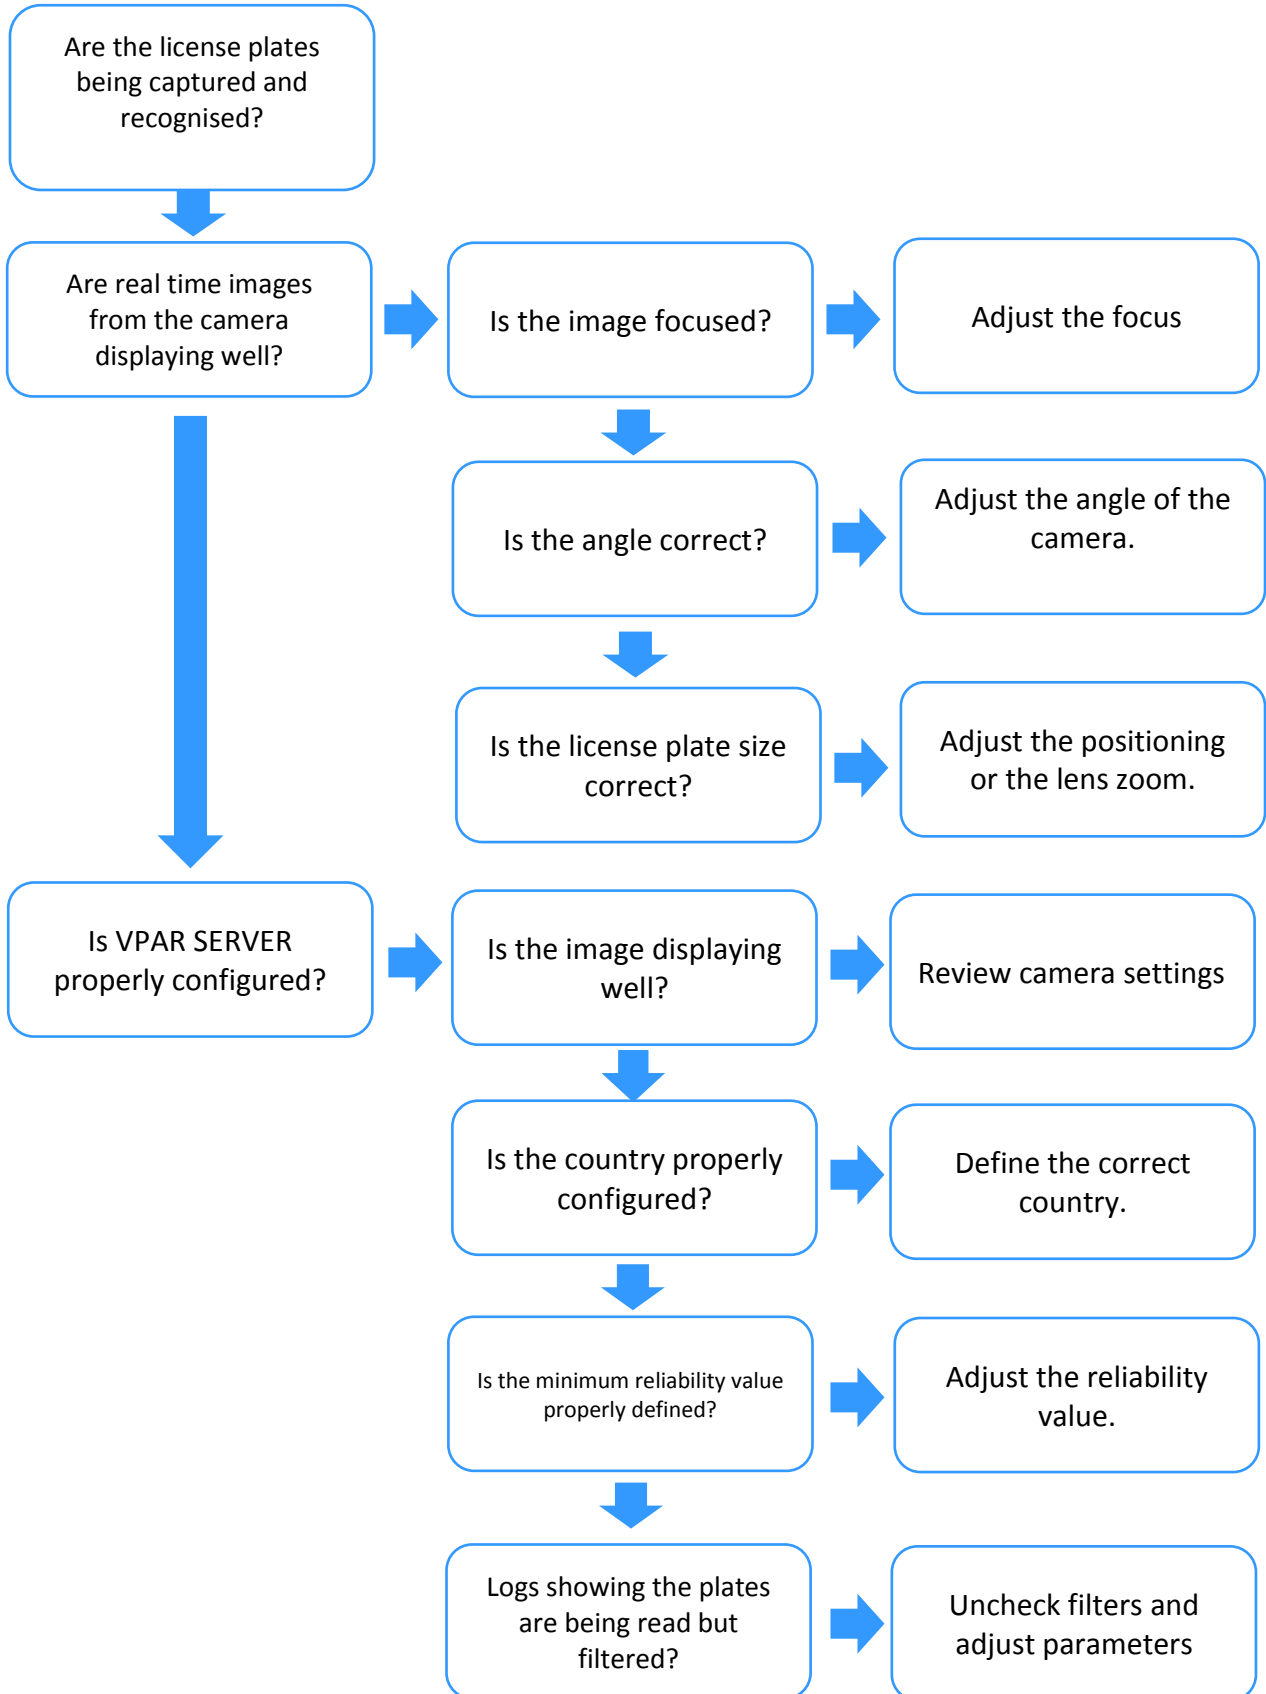 Are the license plates
being captured and
recognised?
Are real time images
from the camera
displaying well?
Is the image focused?
Adjust the focus
Is the angle correct?
Adjust the angle of the
camera.
Is the license plate size
correct?
Adjust the positioning
or the lens zoom.
Is VPAR SERVER
properly configured?
Is the image displaying
well?
Review camera settings
Is the country properly
configured?
Define the correct
country.
Is the minimum reliability value
properly defined?
Adjust the reliability
value.
Logs showing the plates
are being read but
filtered?
Uncheck filters and
adjust parameters